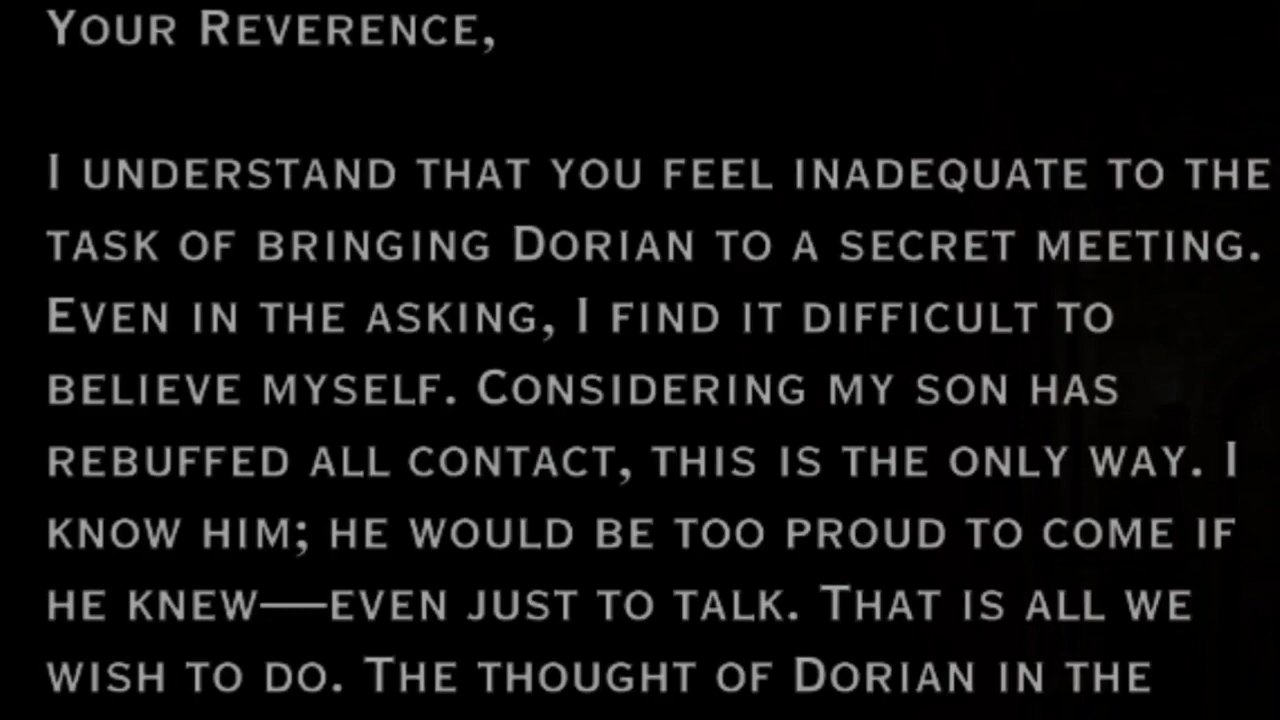 Your Reverence,
I understand that you feel inadequate to the
task of bringing Dorian to a secret meeting.
Even in the asking, I find it difficult to
believe myself. Considering my son has
rebuffed all contact, this is the only way. I
know him; he would be too proud to come if
he knew—even just to talk. That is all we
wish to do. The thought of Dorian in the